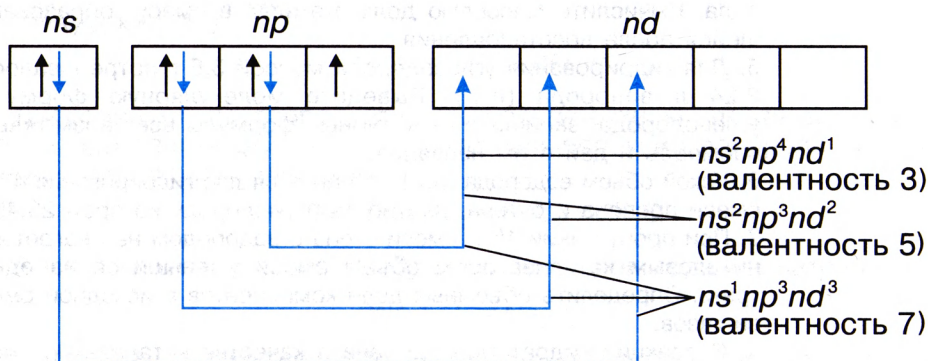 ns np nd
ns²np⁴nd¹
(валентность 3)
ns²np³nd²
(валентность 5)
ns¹np³nd³
(валентность 7)